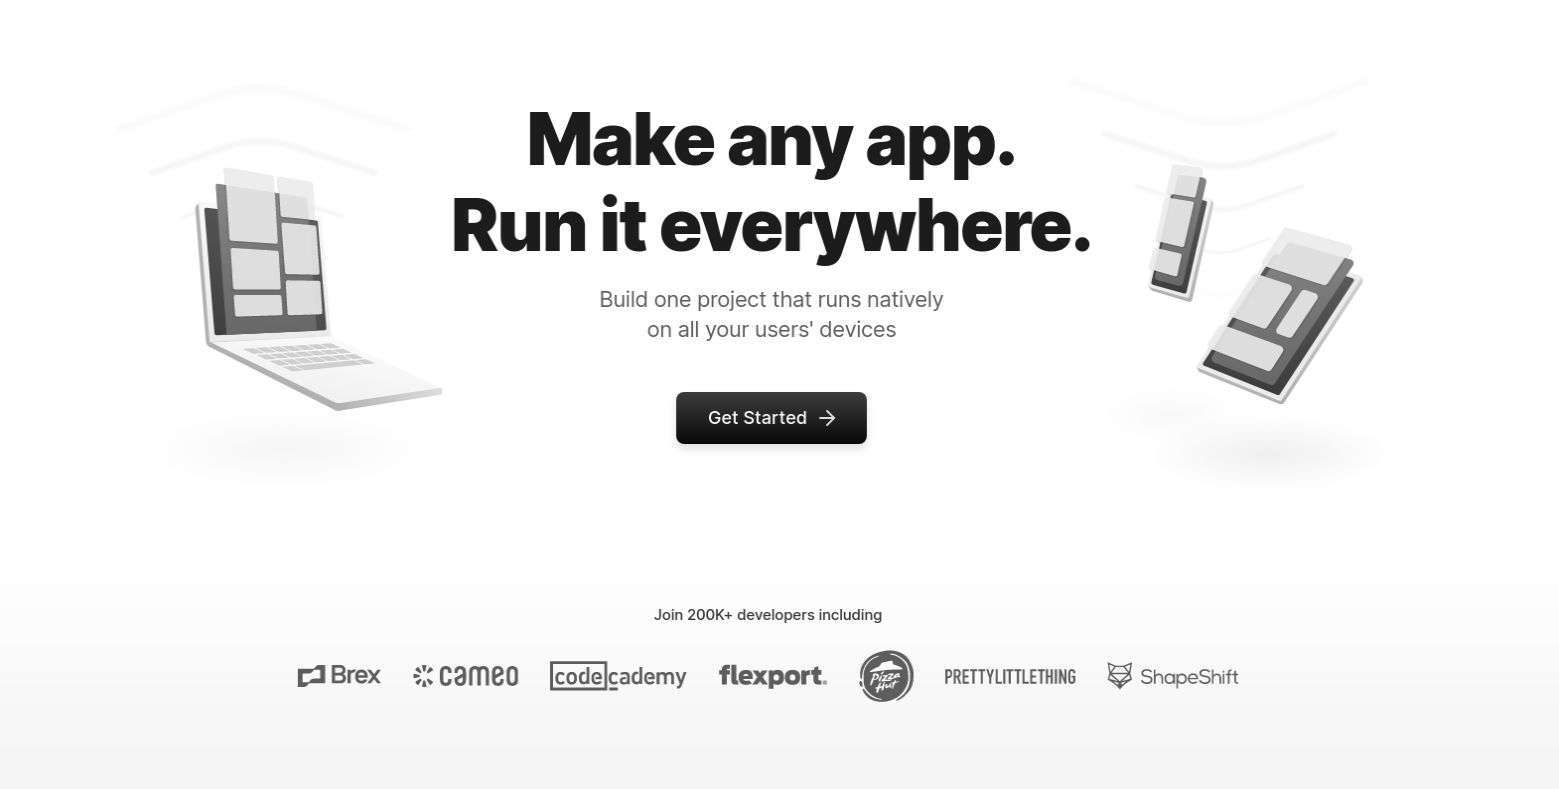 Make any app.
Run it everywhere.
Build one project that runs natively
on all your users' devices
Get Started
Join 200K+ developers including
Brex
cameo
codecademy
flexport.
Pizza
Hut
PRETTYLITTLETHING
ShapeShift